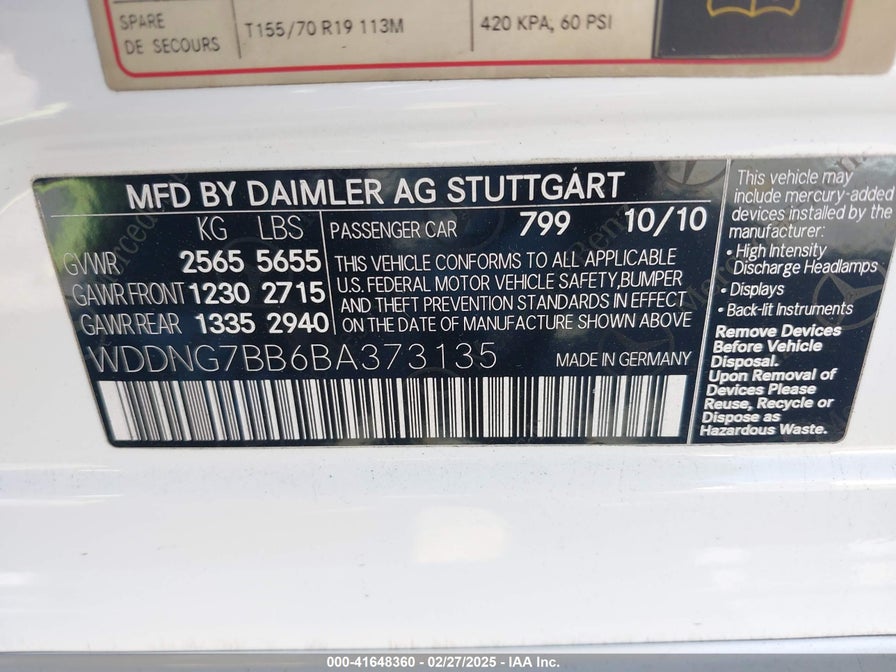 SPARE
DE SECOURS T155/70 R19 113M 420 KPA, 60 PSI
MFD BY DAIMLER AG STUTTGART
KG LBS
GVWR 2565 5655
GAWR FRONT 1230 2715
GAWR REAR 1335 2940
PASSENGER CAR 799 10/10
THIS VEHICLE CONFORMS TO ALL APPLICABLE
U.S. FEDERAL MOTOR VEHICLE SAFETY, BUMPER
AND THEFT PREVENTION STANDARDS IN EFFECT
ON THE DATE OF MANUFACTURE SHOWN ABOVE
WDDNG7BB6BA373135 MADE IN GERMANY
This vehicle may
include mercury-added
devices installed by the
manufacturer:
• High Intensity
Discharge Headlamps
• Displays
• Back-lit Instruments
Remove Devices
Before Vehicle
Disposal.
Upon Removal of
Devices Please
Reuse, Recycle or
Dispose as
Hazardous Waste.
000-41648360 - 02/27/2025 - IAA Inc.